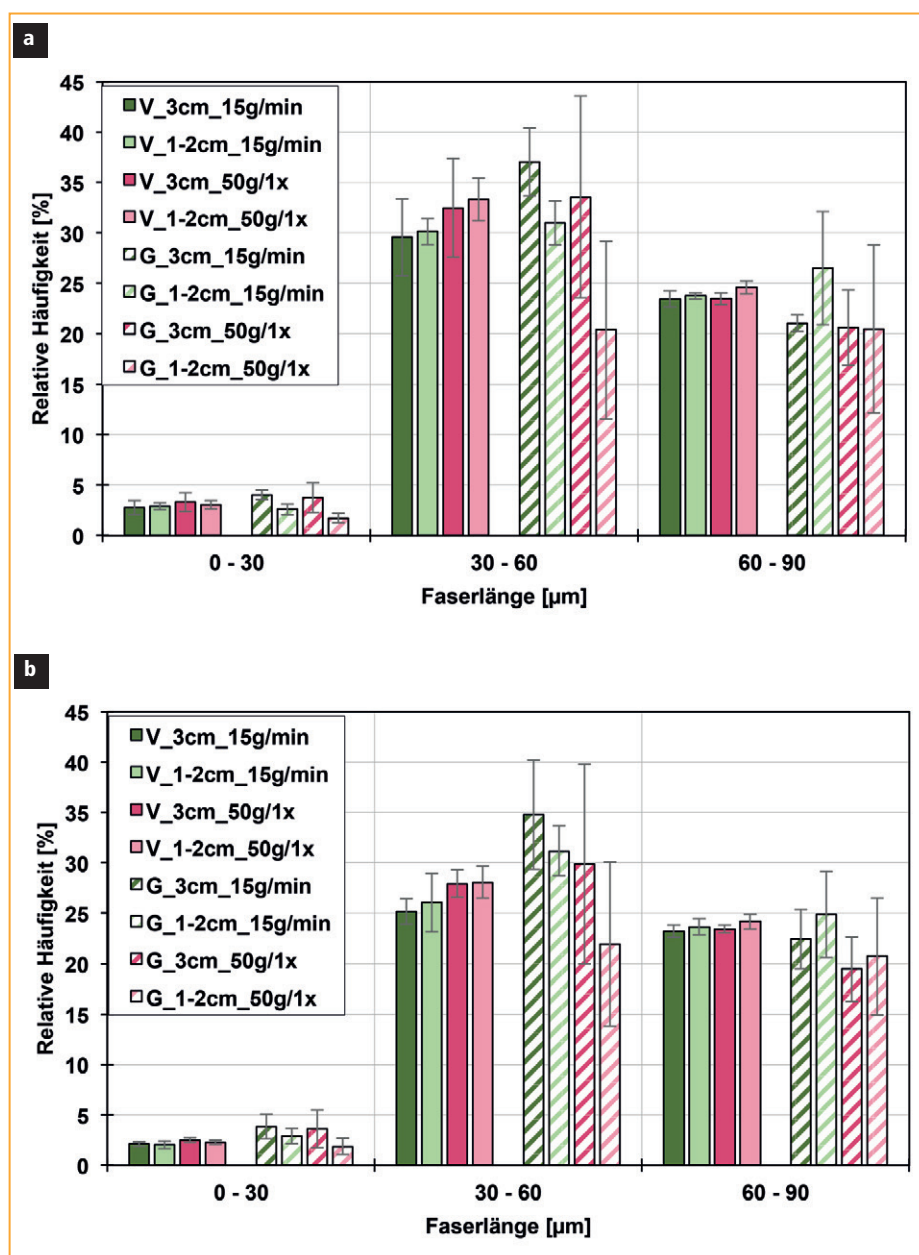 a
Relative Häufigkeit [%]
45
40
35
30
25
20
15
10
5
0
V_3cm_15g/min
V_1-2cm_15g/min
V_3cm_50g/1x
V_1-2cm_50g/1x
G_3cm_15g/min
G_1-2cm_15g/min
G_3cm_50g/1x
G_1-2cm_50g/1x
0 - 30
30 - 60
60 - 90
Faserlänge [µm]
b
Relative Häufigkeit [%]
45
40
35
30
25
20
15
10
5
0
V_3cm_15g/min
V_1-2cm_15g/min
V_3cm_50g/1x
V_1-2cm_50g/1x
G_3cm_15g/min
G_1-2cm_15g/min
G_3cm_50g/1x
G_1-2cm_50g/1x
0 - 30
30 - 60
60 - 90
Faserlänge [µm]